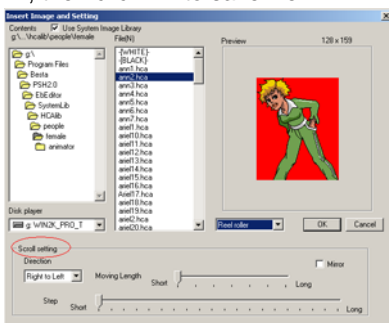 Insert Image and Setting
Contents Use System Image Library
g:\...\hcalib\people\female File[N] Preview 128 x 159
g:\
Program Files
Besta
PSH2.0
EbEditor
SystemLib
HCAlib
people
female
animator
-[WHITE]-
-[BLACK]-
ann1.hca
ann2.hca
ann3.hca
ann4.hca
ann5.hca
ann6.hca
ann7.hca
ariel1.hca
ariel10.hca
ariel11.hca
ariel12.hca
ariel13.hca
ariel14.hca
ariel15.hca
ariel16.hca
Ariel17.hca
ariel18.hca
ariel19.hca
ariel2.hca
ariel20.hca
Disk player
g: WIN2K_PRO_T
Reel roller OK Cancel
Scroll setting
Direction
Right to Left Moving Length Short Long Mirror
Step Short Long